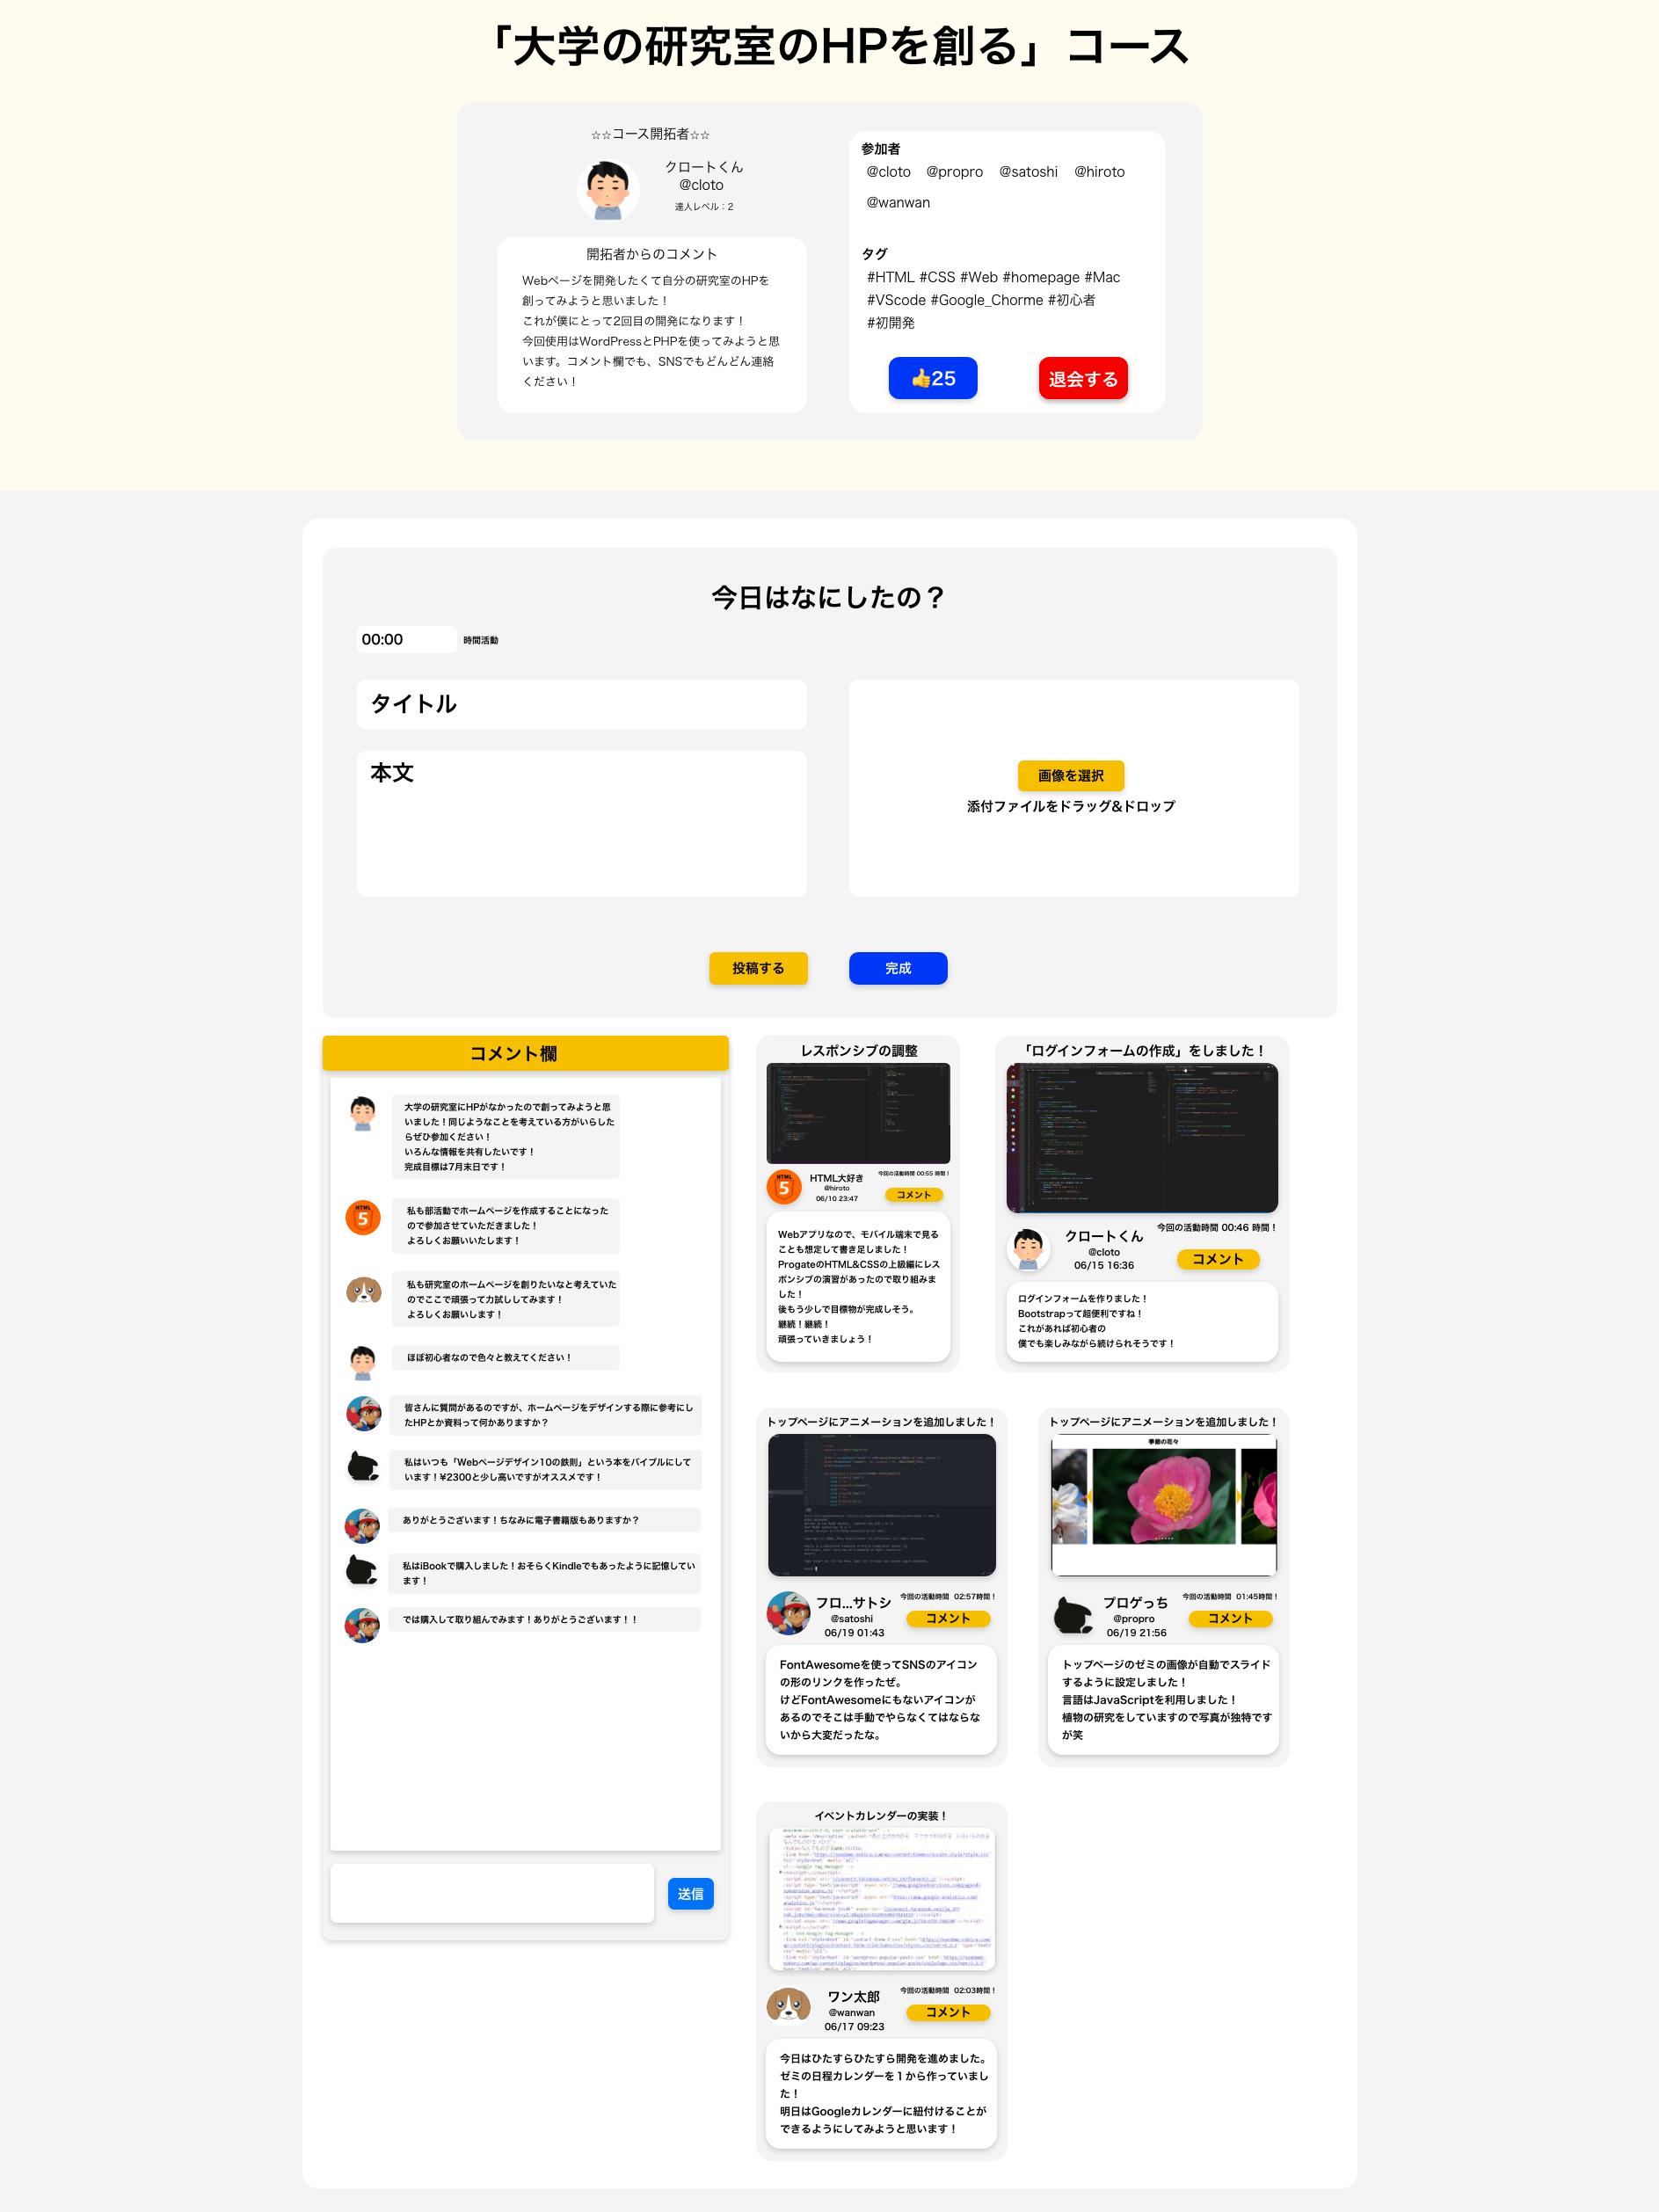 「大学の研究室のHPを創る」コース
☆☆コース開拓者☆☆
クロートくん
@cloto
達人レベル：2
開拓者からのコメント
Webページを開発したくて自分の研究室のHPを
創ってみようと思いました！
これが僕にとって2回目の開発になります！
今回使用はWordPressとPHPを使ってみようと思
います。コメント欄でも、SNSでもどんどん連絡
ください！
参加者
@cloto @propro @satoshi @hiroto
@wanwan
タグ
#HTML #CSS #Web #homepage #Mac
#VScode #Google_Chorme #初心者
#初開発
👍25
退会する
今日はなにしたの？
00:00 時間活動
タイトル
本文
画像を選択
添付ファイルをドラッグ&ドロップ
投稿する
完成
コメント欄
大学の研究室にHPがなかったので創ってみようと思
いました！同じようなことを考えている方がいらした
らぜひ参加ください！
いろんな情報を共有したいです！
完成目標は7月末日です！
HTML
5
私も部活動でホームページを作成することになった
ので参加させていただきました！
よろしくお願いいたします！
私も研究室のホームページを創りたいなと考えていた
のでここで頑張って力試ししてみます！
よろしくお願いします！
ほぼ初心者なので色々と教えてください！
皆さんに質問があるのですが、ホームページをデザインする際に参考にし
たHPとか資料って何かありますか？
私はいつも「Webページデザイン10の鉄則」という本をバイブルにして
います！¥2300と少し高いですがオススメです！
ありがとうございます！ちなみに電子書籍版もありますか？
私はiBookで購入しました！おそらくKindleでもあったように記憶してい
ます！
では購入して取り組んでみます！ありがとうございます！！
送信
レスポンシブの調整
HTML
5
HTML大好き
@hiroto
06/10 23:47
今回の活動時間 00:55 時間！
コメント
Webアプリなので、モバイル端末で見る
ことも想定して書き足しました！
ProgateのHTML&CSSの上級編にレス
ポンシブの演習があったので取り組みま
した！
後もう少しで目標物が完成しそう。
継続！継続！
頑張っていきましょう！
「ログインフォームの作成」をしました！
クロートくん
@cloto
06/15 16:36
今回の活動時間 00:46 時間！
コメント
ログインフォームを作りました！
Bootstrapって超便利ですね！
これがあれば初心者の
僕でも楽しみながら続けられそうです！
トップページにアニメーションを追加しました！
フロ...サトシ
@satoshi
06/19 01:43
今回の活動時間 02:57時間！
コメント
FontAwesomeを使ってSNSのアイコン
の形のリンクを作ったぜ。
けどFontAwesomeにもないアイコンが
あるのでそこは手動でやらなくてはならな
いから大変だったな。
トップページにアニメーションを追加しました！
季節の花々
プロゲっち
@propro
06/19 21:56
今回の活動時間 01:45時間！
コメント
トップページのゼミの画像が自動でスライド
するように設定しました！
言語はJavaScriptを利用しました！
植物の研究をしていますので写真が独特です
が笑
イベントカレンダーの実装！
ワン太郎
@wanwan
06/17 09:23
今回の活動時間 02:03時間！
コメント
今日はひたすらひたすら開発を進めました。
ゼミの日程カレンダーを１から作っていまし
た！
明日はGoogleカレンダーに紐付けることが
できるようにしてみようと思います！